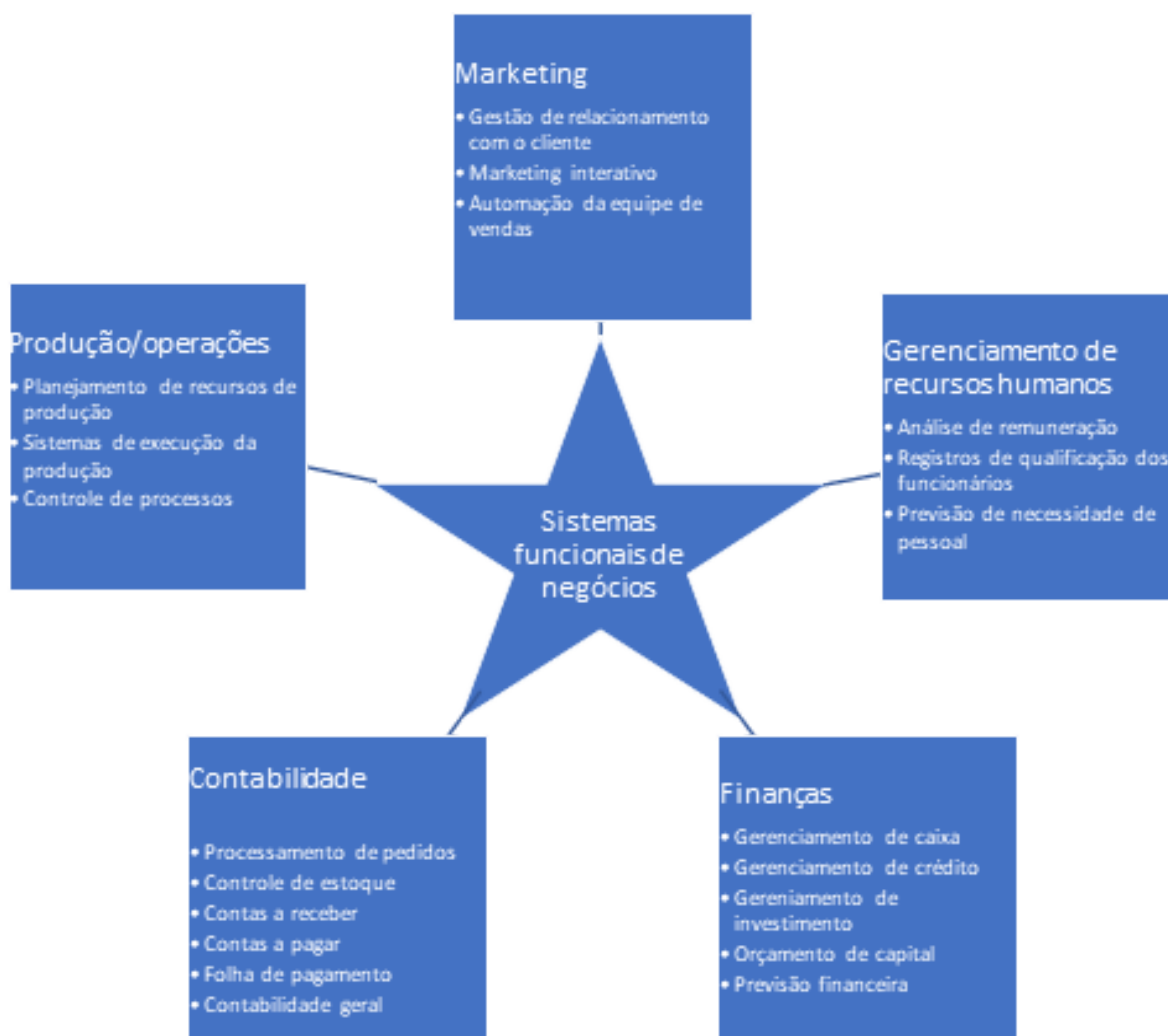 Marketing
• Gestão de relacionamento
com o cliente
• Marketing interativo
• Automação da equipe de
vendas
Produção/operações
• Planejamento de recursos de
produção
• Sistemas de execução da
produção
• Controle de processos
Gerenciamento de
recursos humanos
• Análise de remuneração
• Registros de qualificação dos
funcionários
• Previsão de necessidade de
pessoal
Sistemas
funcionais de
negócios
Contabilidade
• Processamento de pedidos
• Controle de estoque
• Contas a receber
• Contas a pagar
• Folha de pagamento
• Contabilidade geral
Finanças
• Gerenciamento de caixa
• Gerenciamento de crédito
• Gereniamento de
investimento
• Orçamento de capital
• Previsão financeira